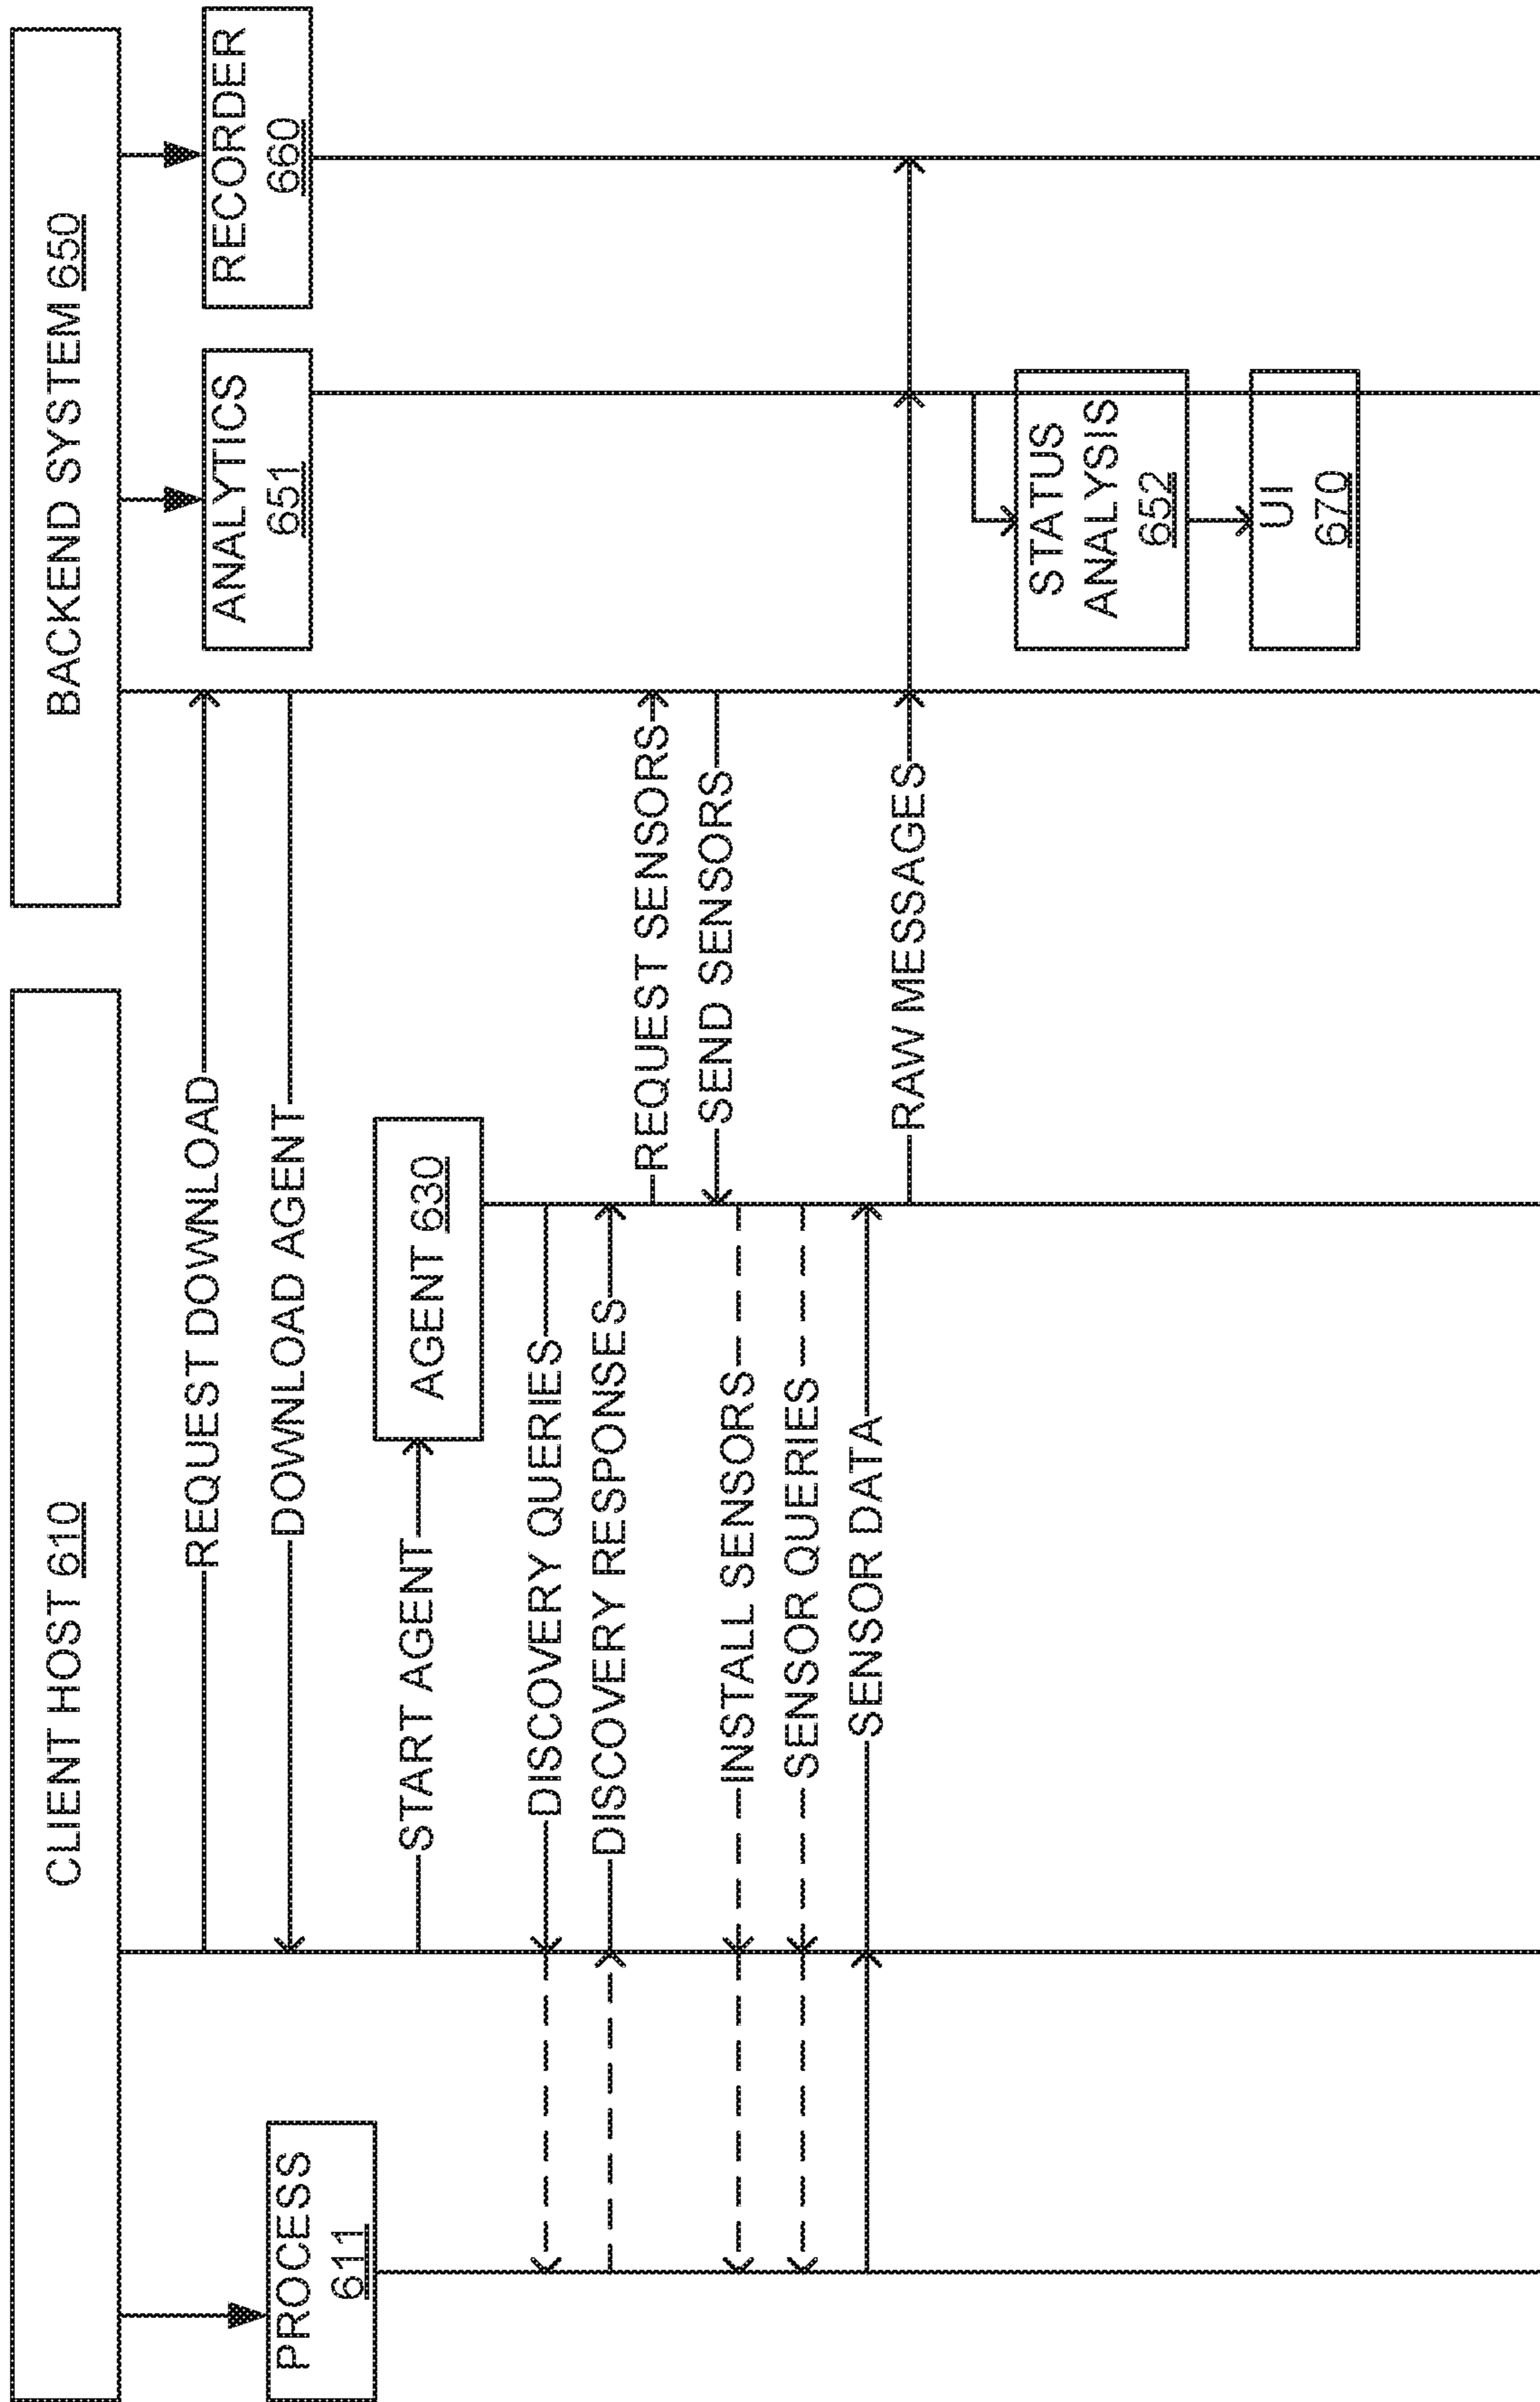 CLIENT HOST 610
BACKEND SYSTEM 650
PROCESS
611
ANALYTICS
651
RECORDER
660
REQUEST DOWNLOAD
DOWNLOAD AGENT
START AGENT
AGENT 630
DISCOVERY QUERIES
DISCOVERY RESPONSES
REQUEST SENSORS
SEND SENSORS
INSTALL SENSORS
SENSOR QUERIES
SENSOR DATA
RAW MESSAGES
STATUS
ANALYSIS
652
UI
670